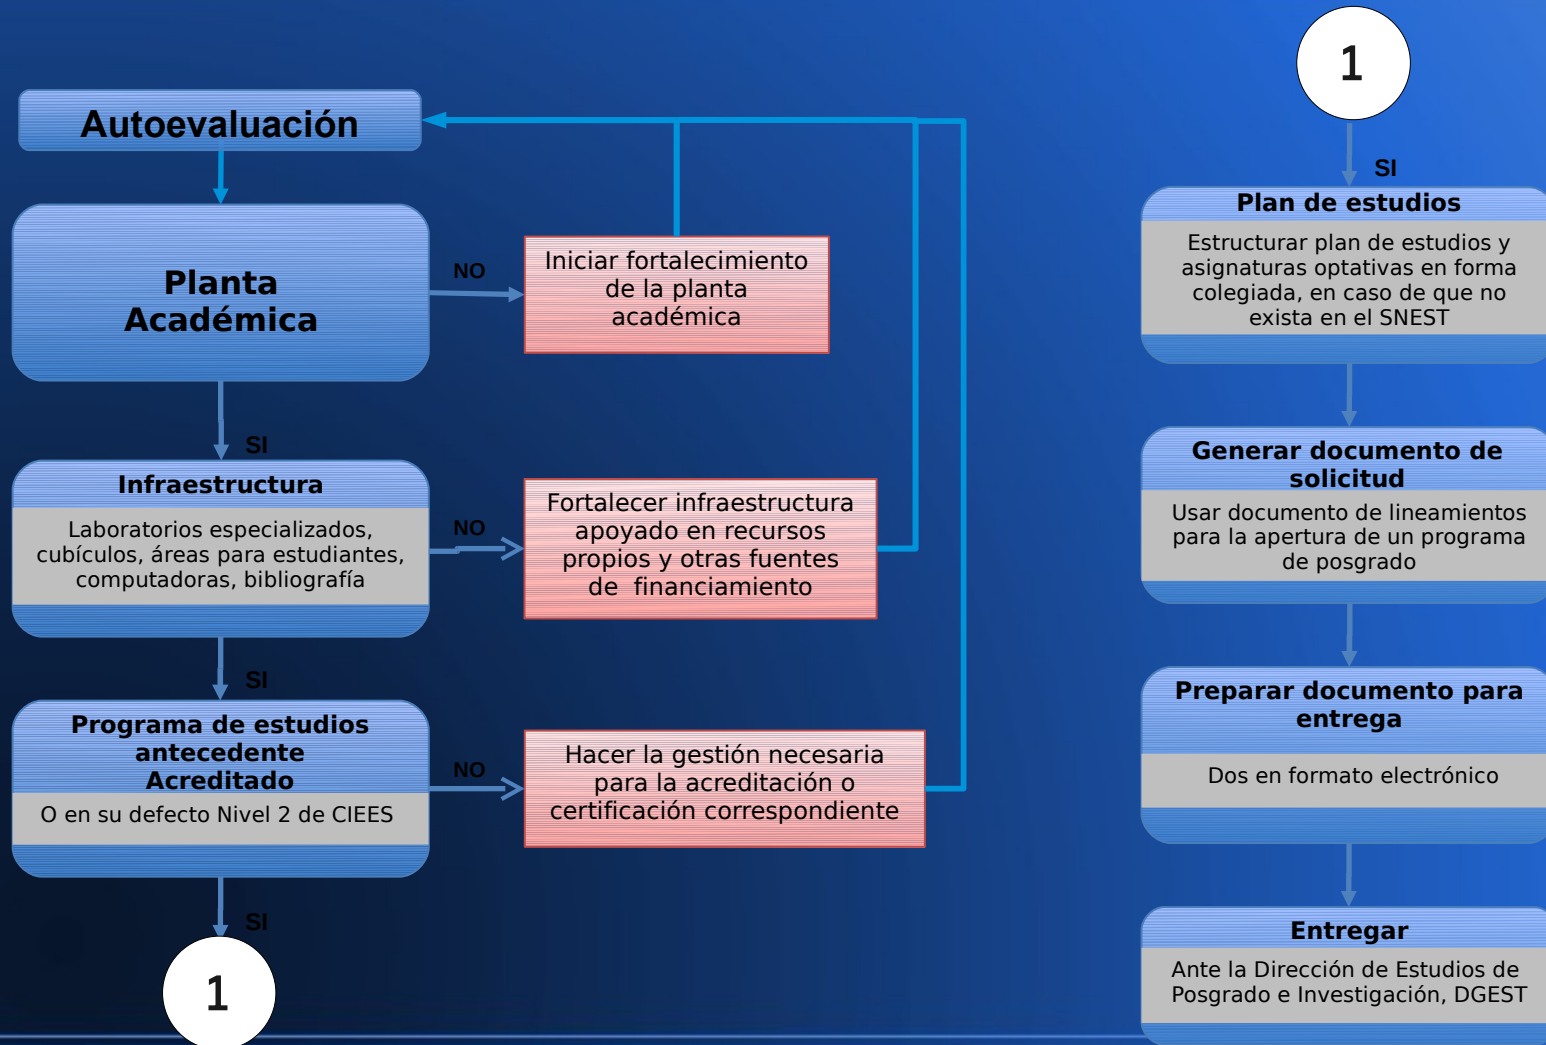 Autoevaluación
Planta
Académica
NO
Iniciar fortalecimiento
de la planta
académica
SI
Infraestructura
Laboratorios especializados,
cubículos, áreas para estudiantes,
computadoras, bibliografía
NO
Fortalecer infraestructura
apoyado en recursos
propios y otras fuentes
de financiamiento
SI
Programa de estudios
antecedente
Acreditado
O en su defecto Nivel 2 de CIEES
NO
Hacer la gestión necesaria
para la acreditación o
certificación correspondiente
SI
1
1
SI
Plan de estudios
Estructurar plan de estudios y
asignaturas optativas en forma
colegiada, en caso de que no
exista en el SNEST
Generar documento de
solicitud
Usar documento de lineamientos
para la apertura de un programa
de posgrado
Preparar documento para
entrega
Dos en formato electrónico
Entregar
Ante la Dirección de Estudios de
Posgrado e Investigación, DGEST